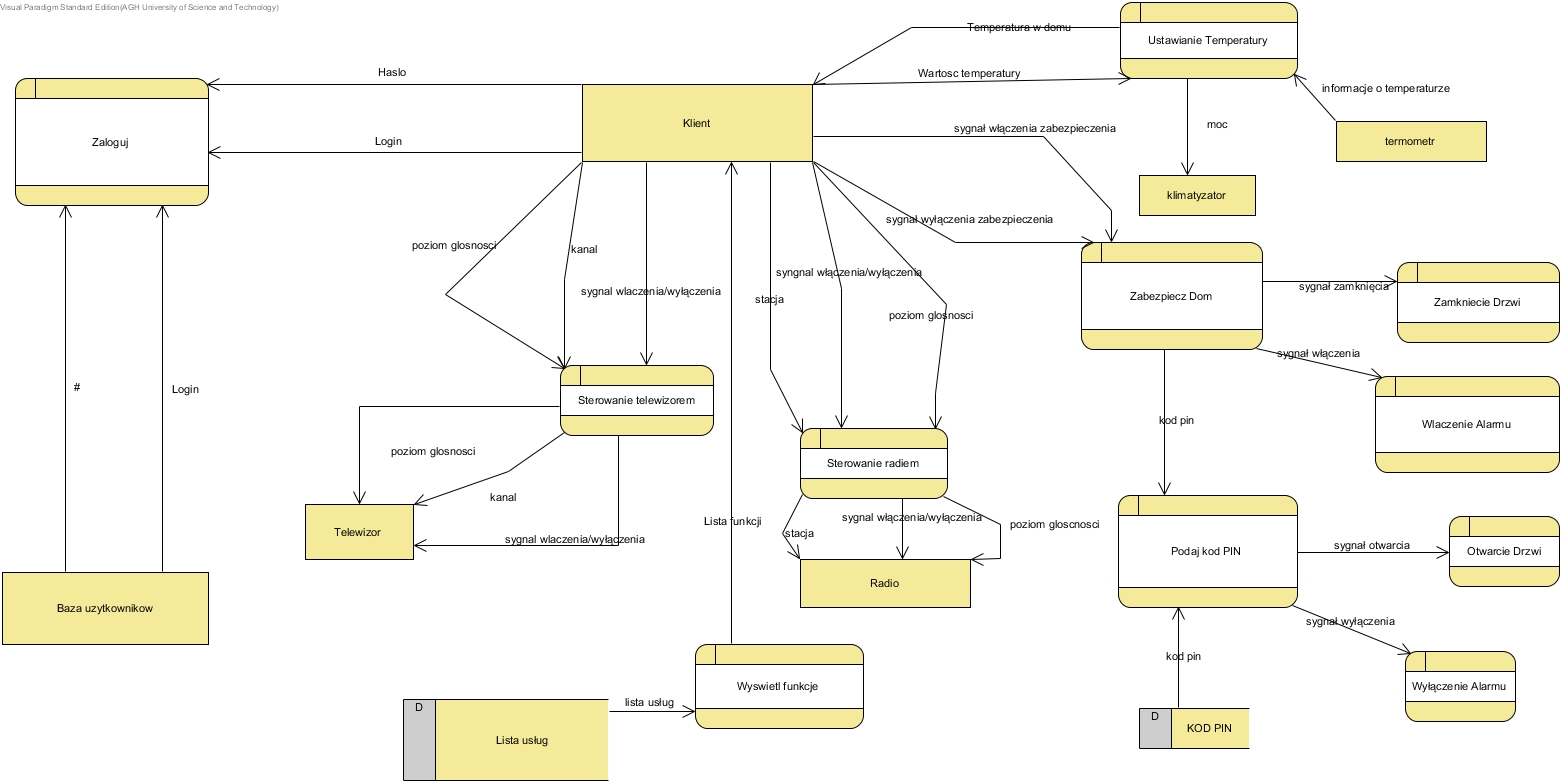 Visual Paradigm Standard Edition(AGH University of Science and Technology)
Temperatura w domu
Ustawianie Temperatury
Haslo
Wartosc temperatury
informacje o temperaturze
Klient
sygnał włączenia zabezpieczenia
moc
Zaloguj
Login
termometr
klimatyzator
sygnał wyłączenia zabezpieczenia
poziom glosnosci
kanal
syngnal włączenia/wyłączenia
sygnal wlaczenia/wyłączenia
stacja
poziom glosnosci
Zabezpiecz Dom
sygnał zamknięcia
Zamkniecie Drzwi
sygnał włączenia
#
Login
Sterowanie telewizorem
kod pin
Wlaczenie Alarmu
poziom glosnosci
Sterowanie radiem
kanal
Lista funkcji
sygnal włączenia/wyłączenia
poziom gloscnosci
Telewizor
stacja
sygnal wlaczenia/wyłączenia
Podaj kod PIN
sygnał otwarcia
Otwarcie Drzwi
Radio
Baza uzytkownikow
sygnał wyłączenia
kod pin
Wyswietl funkcje
Wyłączenie Alarmu
lista usług
D
Lista usług
D
KOD PIN